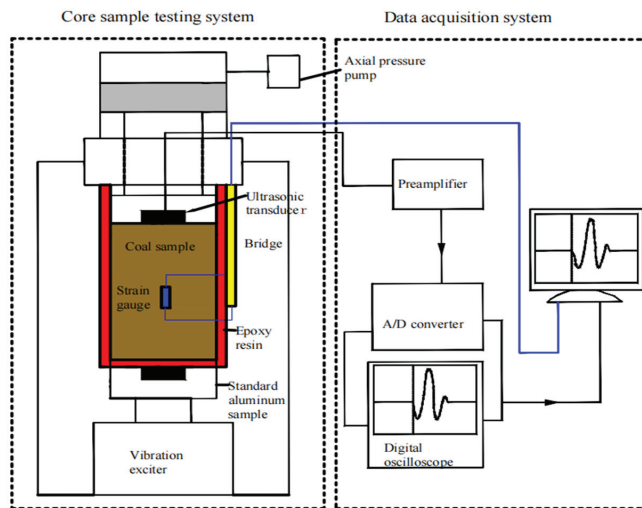 Core sample testing system
Data acquisition system
Axial pressure
pump
Ultrasonic
transducer
Preamplifier
Coal sample
Bridge
Strain
gauge
A/D converter
Epoxy
resin
Standard
aluminum sample
Vibration
exciter
Digital
oscilloscope